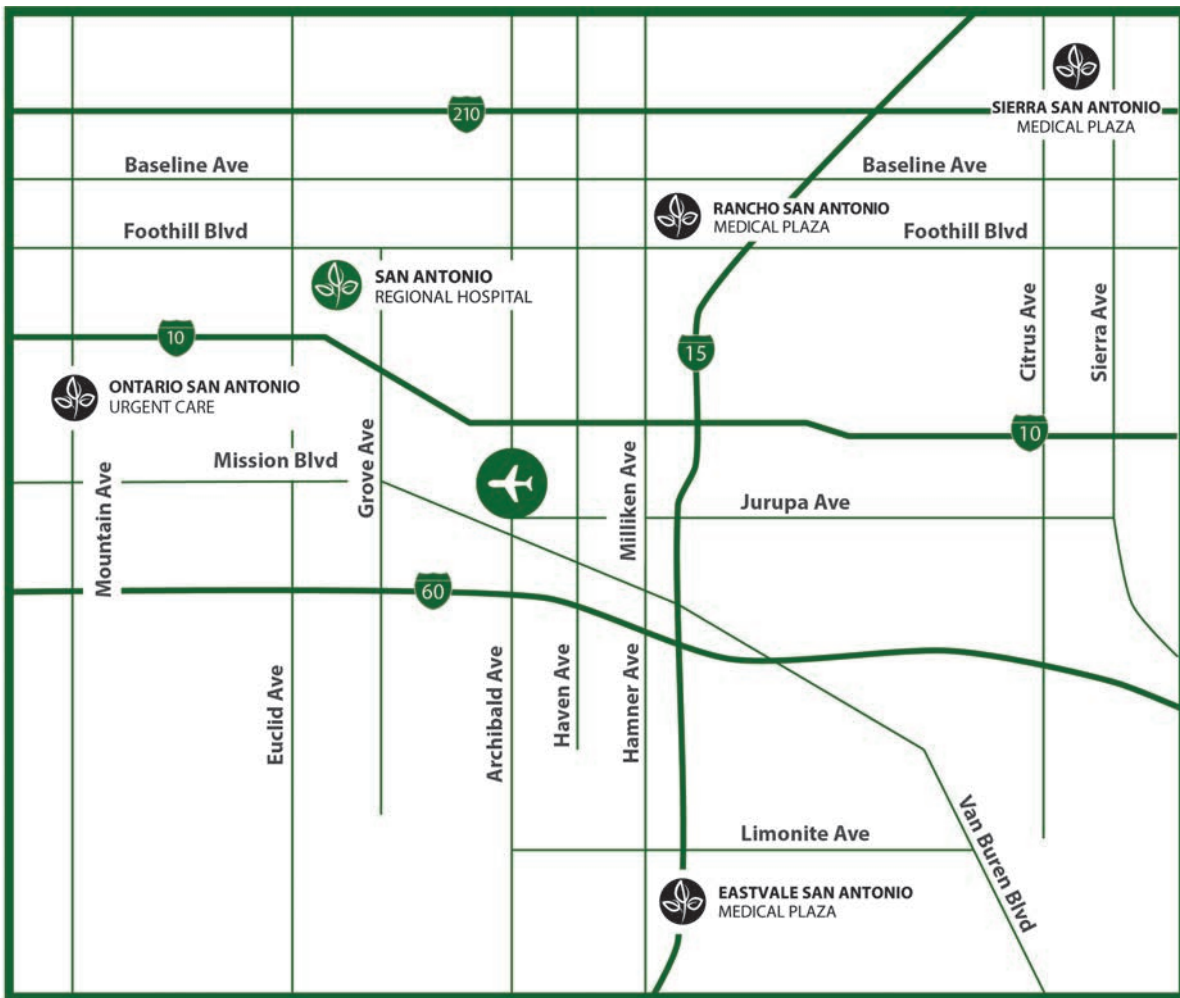 SIERRA SAN ANTONIO
MEDICAL PLAZA
210
Baseline Ave
Baseline Ave
RANCHO SAN ANTONIO
MEDICAL PLAZA
Foothill Blvd
Foothill Blvd
SAN ANTONIO
REGIONAL HOSPITAL
10
15
Citrus Ave
Sierra Ave
ONTARIO SAN ANTONIO
URGENT CARE
10
Mission Blvd
Grove Ave
Mountain Ave
Milliken Ave
Jurupa Ave
60
Euclid Ave
Archibald Ave
Haven Ave
Hamner Ave
Limonite Ave
Van Buren Blvd
EASTVALE SAN ANTONIO
MEDICAL PLAZA